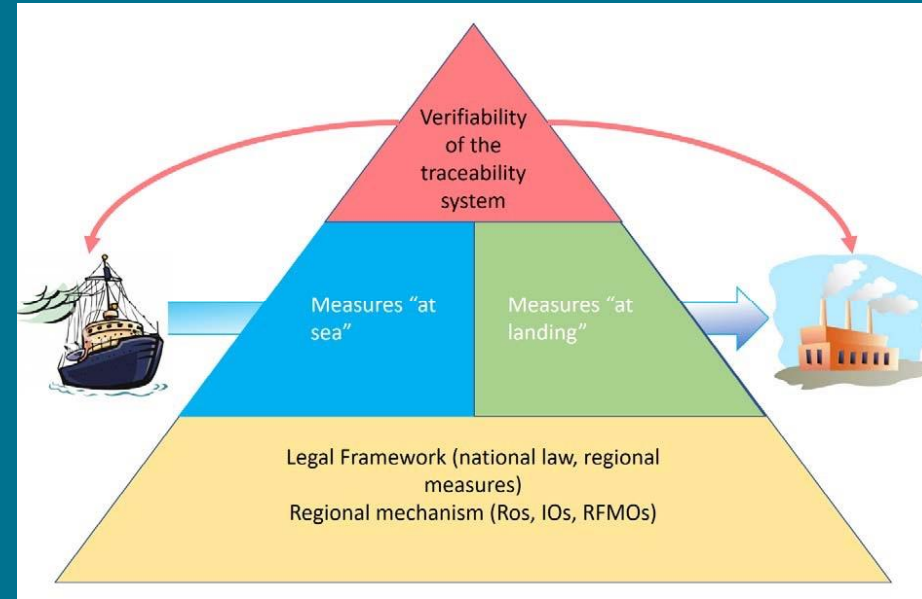 Verifiability
of the
traceability
system
Measures “at
sea”
Measures “at
landing”
Legal Framework (national law, regional
measures)
Regional mechanism (Ros, IOs, RFMOs)